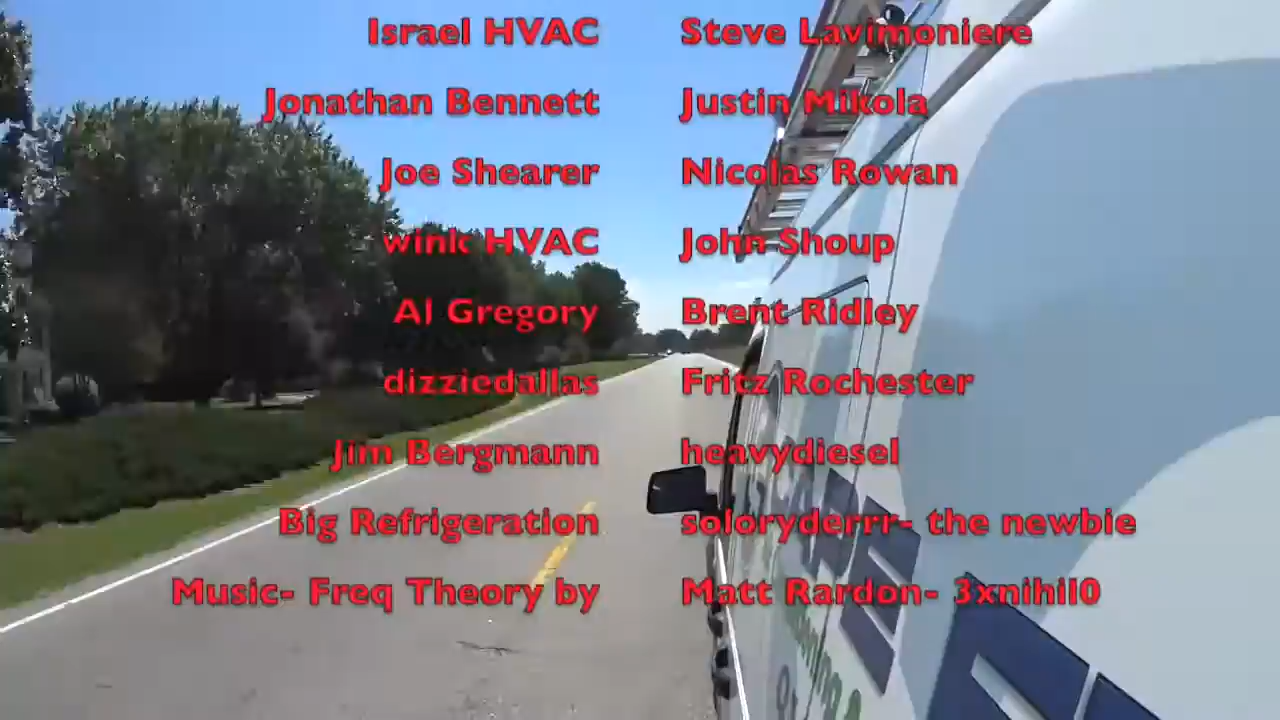 Israel HVAC Steve Lavimoniere
Jonathan Bennett Justin Mikola
Joe Shearer Nicolas Rowan
wink HVAC John Shoup
Al Gregory Brent Ridley
dizziedallas Fritz Rochester
Jim Bergmann heavydiesel
Big Refrigeration soloryderrr- the newbie
Music- Freq Theory by Matt Rardon- 3xnihil0